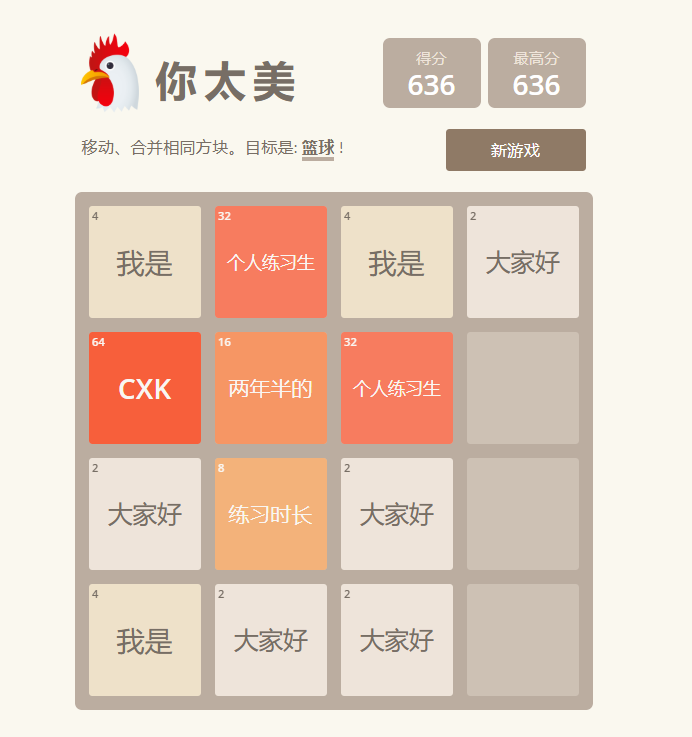 你太美
得分
636
最高分
636
移动、合并相同方块。目标是: 篮球 !
新游戏
4
我是
32
个人练习生
4
我是
2
大家好
64
CXK
16
两年半的
32
个人练习生
2
大家好
8
练习时长
2
大家好
4
我是
2
大家好
2
大家好